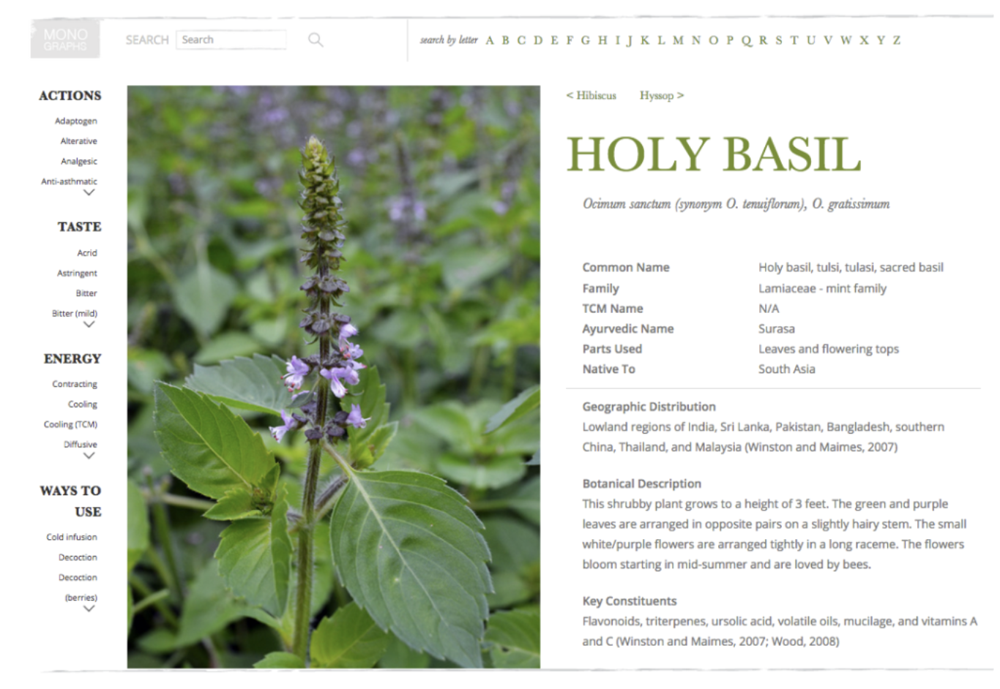 MONO
GRAPHS
SEARCH Search
search by letter A B C D E F G H I J K L M N O P Q R S T U V W X Y Z
ACTIONS
Adaptogen
Alterative
Analgesic
Anti-asthmatic
TASTE
Acrid
Astringent
Bitter
Bitter (mild)
ENERGY
Contracting
Cooling
Cooling (TCM)
Diffusive
WAYS TO
USE
Cold infusion
Decoction
Decoction
(berries)
< Hibiscus Hyssop >
HOLY BASIL
Ocimum sanctum (synonym O. tenuiflorum), O. gratissimum
Common Name Holy basil, tulsi, tulasi, sacred basil
Family Lamiaceae - mint family
TCM Name N/A
Ayurvedic Name Surasa
Parts Used Leaves and flowering tops
Native To South Asia
Geographic Distribution
Lowland regions of India, Sri Lanka, Pakistan, Bangladesh, southern
China, Thailand, and Malaysia (Winston and Maimes, 2007)
Botanical Description
This shrubby plant grows to a height of 3 feet. The green and purple
leaves are arranged in opposite pairs on a slightly hairy stem. The small
white/purple flowers are arranged tightly in a long raceme. The flowers
bloom starting in mid-summer and are loved by bees.
Key Constituents
Flavonoids, triterpenes, ursolic acid, volatile oils, mucilage, and vitamins A
and C (Winston and Maimes, 2007; Wood, 2008)